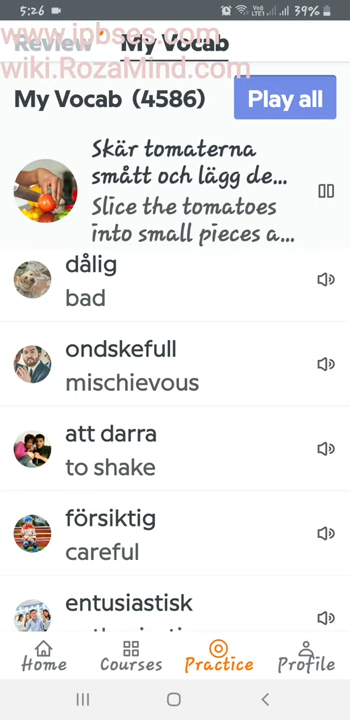 5:26
VoD
LTE1
39%
www.ipbses.com
Review
My Vocab
wiki.RozaMind.com
My Vocab (4586)
Play all
Skär tomaterna
smått och lägg de...
Slice the tomatoes
into small pieces a...
dålig
bad
ondskefull
mischievous
att darra
to shake
försiktig
careful
entusiastisk
Home
Courses
Practice
Profile